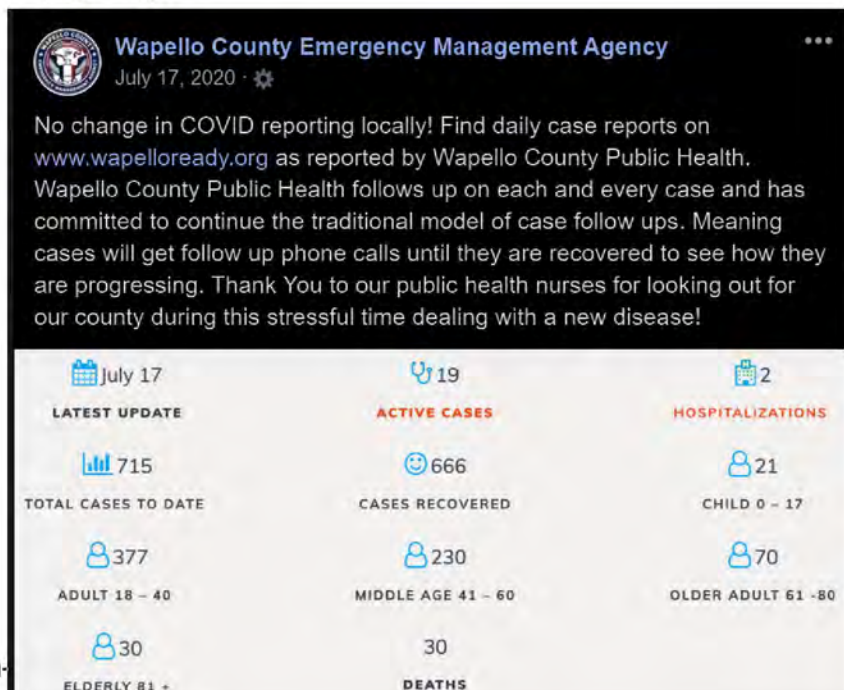 Wapello County Emergency Management Agency
July 17, 2020
No change in COVID reporting locally! Find daily case reports on
www.wapelloready.org as reported by Wapello County Public Health.
Wapello County Public Health follows up on each and every case and has
committed to continue the traditional model of case follow ups. Meaning
cases will get follow up phone calls until they are recovered to see how they
are progressing. Thank You to our public health nurses for looking out for
our county during this stressful time dealing with a new disease!
July 17
LATEST UPDATE
19
ACTIVE CASES
2
HOSPITALIZATIONS
715
TOTAL CASES TO DATE
666
CASES RECOVERED
21
CHILD 0 – 17
377
ADULT 18 – 40
230
MIDDLE AGE 41 – 60
70
OLDER ADULT 61 -80
30
ELDERLY 81 +
30
DEATHS